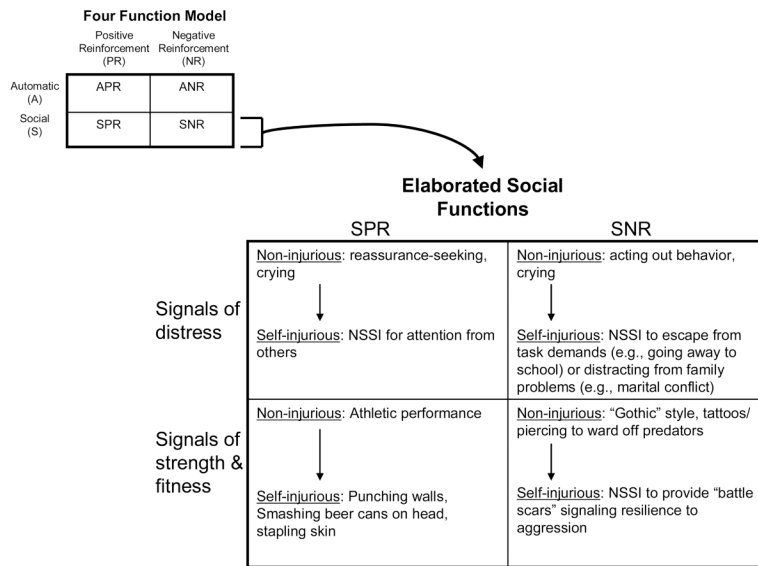 Four Function Model
Positive
Reinforcement
(PR)
Negative
Reinforcement
(NR)
Automatic
(A)
APR
ANR
Social
(S)
SPR
SNR
Elaborated Social
Functions
SPR
SNR
Signals of
distress
Non-injurious: reassurance-seeking,
crying
Self-injurious: NSSI for attention from
others
Non-injurious: acting out behavior,
crying
Self-injurious: NSSI to escape from
task demands (e.g., going away to
school) or distracting from family
problems (e.g., marital conflict)
Signals of
strength &
fitness
Non-injurious: Athletic performance
Self-injurious: Punching walls,
Smashing beer cans on head,
stapling skin
Non-injurious: “Gothic” style, tattoos/
piercing to ward off predators
Self-injurious: NSSI to provide “battle
scars” signaling resilience to
aggression